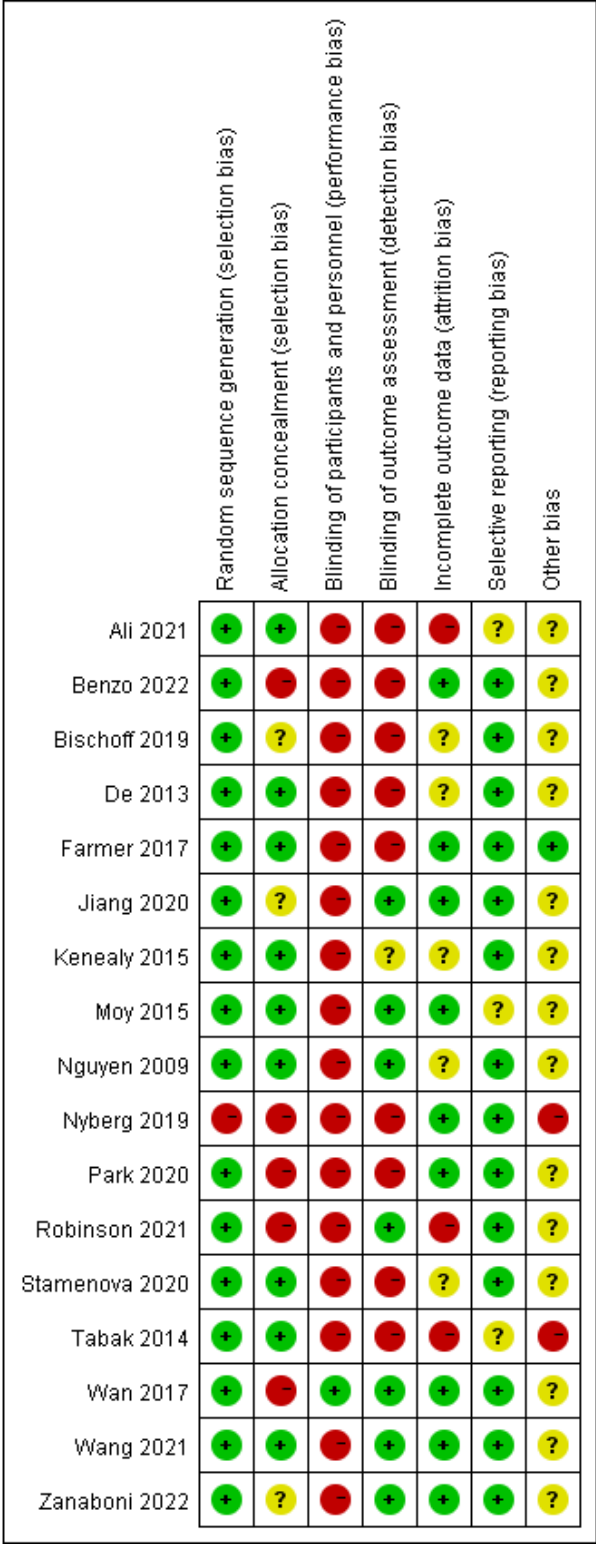 Random sequence generation (selection bias)
Allocation concealment (selection bias)
Blinding of participants and personnel (performance bias)
Blinding of outcome assessment (detection bias)
Incomplete outcome data (attrition bias)
Selective reporting (reporting bias)
Other bias
Ali 2021 + + - - - ? ?
Benzo 2022 + - - - + + ?
Bischoff 2019 + ? - - ? + ?
De 2013 + + - - ? + ?
Farmer 2017 + + - - + + +
Jiang 2020 + ? - + + + ?
Kenealy 2015 + + - ? ? + ?
Moy 2015 + + - + + ? ?
Nguyen 2009 + + - + ? + ?
Nyberg 2019 - - - - + + -
Park 2020 + - - - + + ?
Robinson 2021 + - - + - + ?
Stamenova 2020 + + - - ? + ?
Tabak 2014 + + - - - ? -
Wan 2017 + - + + + + ?
Wang 2021 + + - + + + ?
Zanaboni 2022 + ? - + + + ?